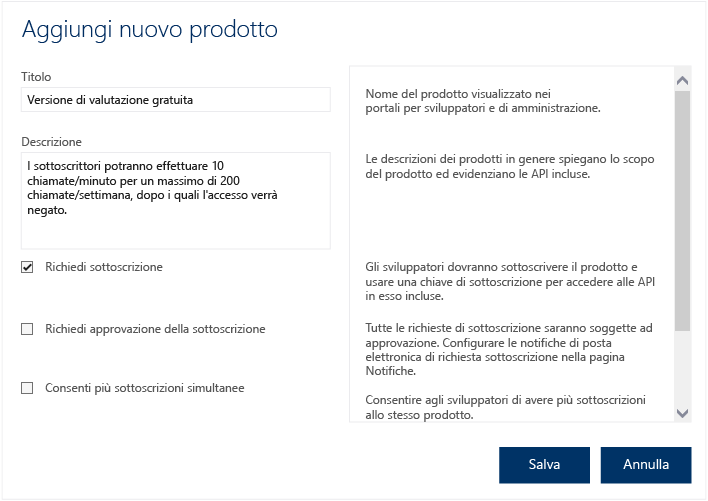 Aggiungi nuovo prodotto
Titolo
Versione di valutazione gratuita
Nome del prodotto visualizzato nei
portali per sviluppatori e di amministrazione.
Descrizione
I sottoscrittori potranno effettuare 10
chiamate/minuto per un massimo di 200
chiamate/settimana, dopo i quali l'accesso verrà
negato.
Le descrizioni dei prodotti in genere spiegano lo scopo
del prodotto ed evidenziano le API incluse.
Richiedi sottoscrizione
Gli sviluppatori dovranno sottoscrivere il prodotto e
usare una chiave di sottoscrizione per accedere alle API
in esso incluse.
Richiedi approvazione della sottoscrizione
Tutte le richieste di sottoscrizione saranno soggette ad
approvazione. Configurare le notifiche di posta
elettronica di richiesta sottoscrizione nella pagina
Notifiche.
Consenti più sottoscrizioni simultanee
Consentire agli sviluppatori di avere più sottoscrizioni
allo stesso prodotto.
Salva
Annulla